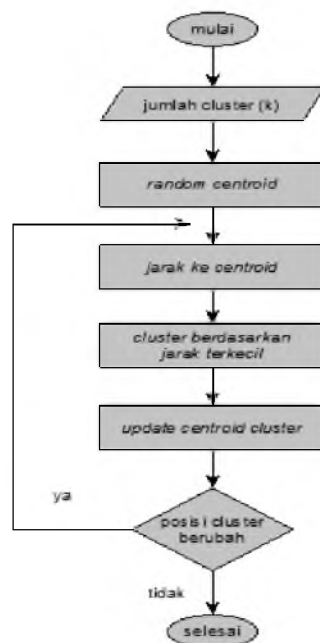 mulai
jumlah cluster (k)
random centroid
jarak ke centroid
cluster berdasarkan
jarak terkecil
update centroid cluster
ya
posisi cluster
berubah
tidak
selesai